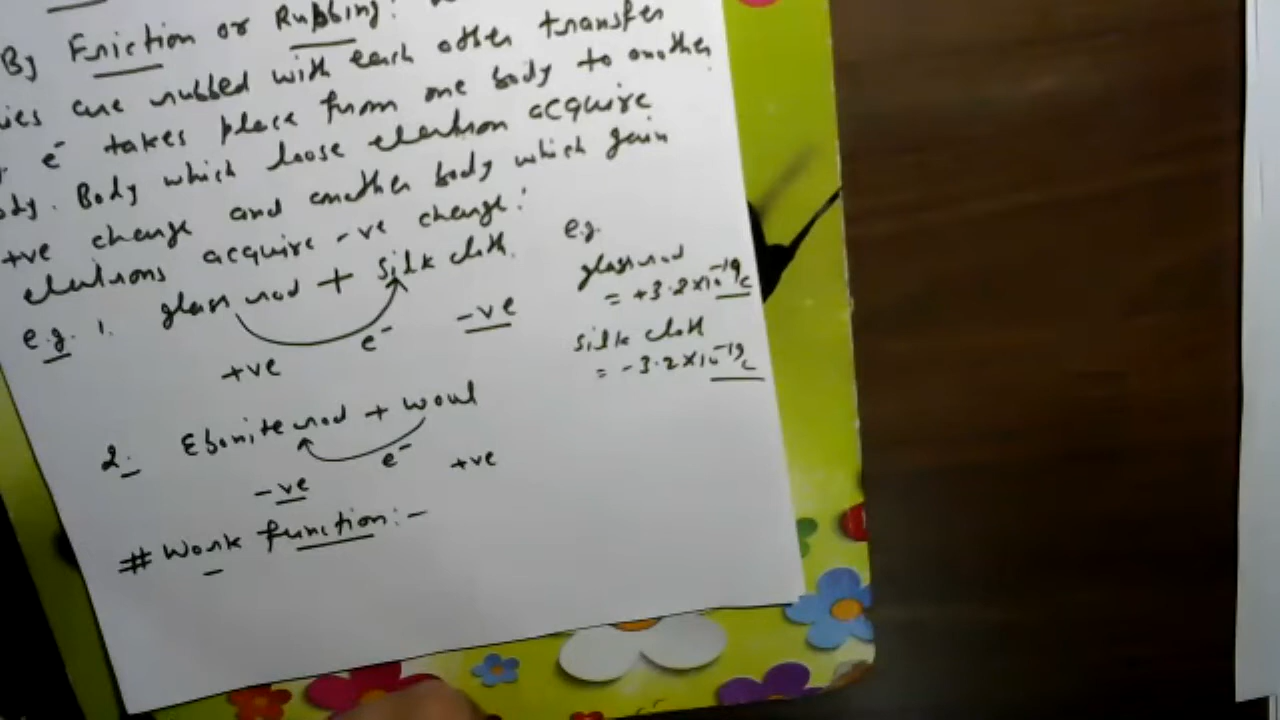 By Friction or Rubbing:
ies are rubbed with each other transfer
e⁻ takes place from one body to another
ody. Body which loose electron acquire
+ve charge and another body which gain
electrons acquire -ve charge.
e.g. 1. glass rod + silk cloth.
e⁻
+ve -ve
2. Ebonite rod + wool
e⁻
-ve +ve
# Work function:-
e.g.
glass rod
= +3.2×10⁻¹⁹c
silk cloth
= -3.2×10⁻¹⁹c